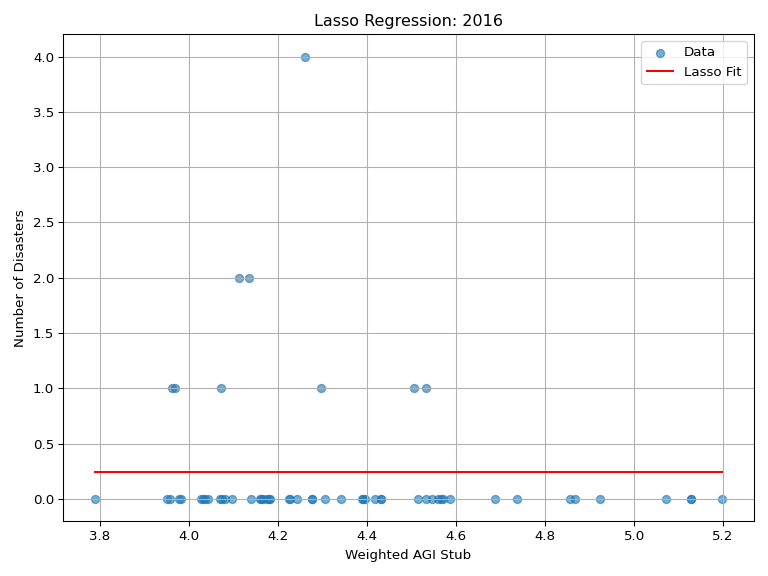 Lasso Regression: 2016
Data
Lasso Fit
Number of Disasters
4.0
3.5
3.0
2.5
2.0
1.5
1.0
0.5
0.0
3.8 4.0 4.2 4.4 4.6 4.8 5.0 5.2
Weighted AGI Stub